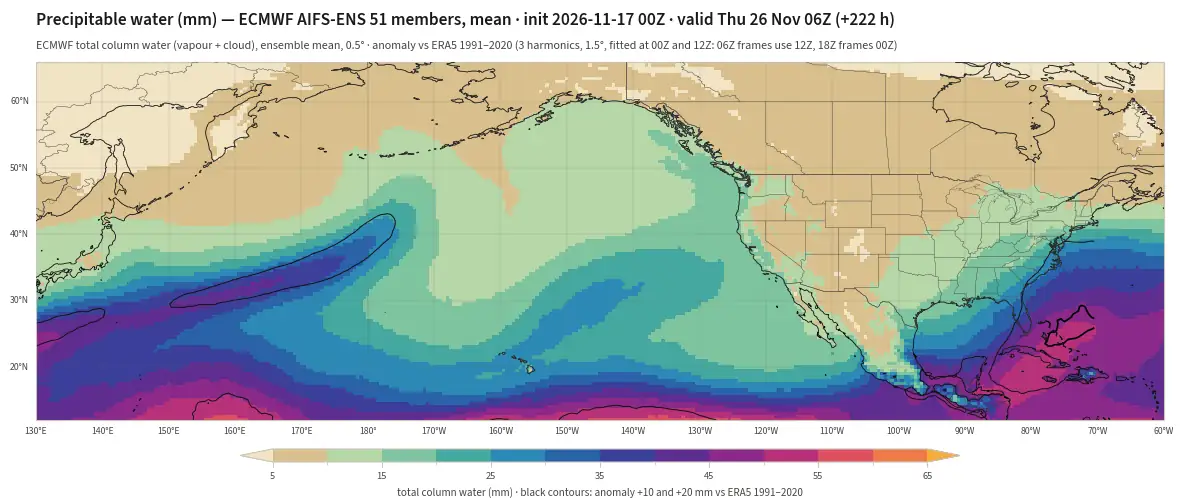 Precipitable water (mm) — ECMWF AIFS-ENS 51 members, mean · init 2026-11-17 00Z · valid Thu 26 Nov 06Z (+222 h)
ECMWF total column water (vapour + cloud), ensemble mean, 0.5° · anomaly vs ERA5 1991–2020 (3 harmonics, 1.5°, fitted at 00Z and 12Z: 06Z frames use 12Z, 18Z frames 00Z)
60°N
50°N
40°N
30°N
20°N
130°E 140°E 150°E 160°E 170°E 180° 170°W 160°W 150°W 140°W 130°W 120°W 110°W 100°W 90°W 80°W 70°W 60°W
5 15 25 35 45 55 65
total column water (mm) · black contours: anomaly +10 and +20 mm vs ERA5 1991–2020